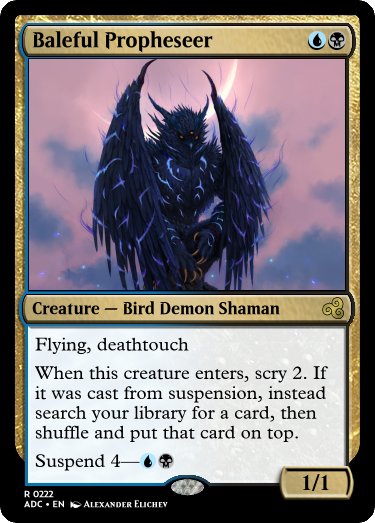 Baleful Propheseer
Creature — Bird Demon Shaman
Flying, deathtouch
When this creature enters, scry 2. If
it was cast from suspension, instead
search your library for a card, then
shuffle and put that card on top.
Suspend 4—
1/1
R 0222
ADC • EN Alexander Elichev